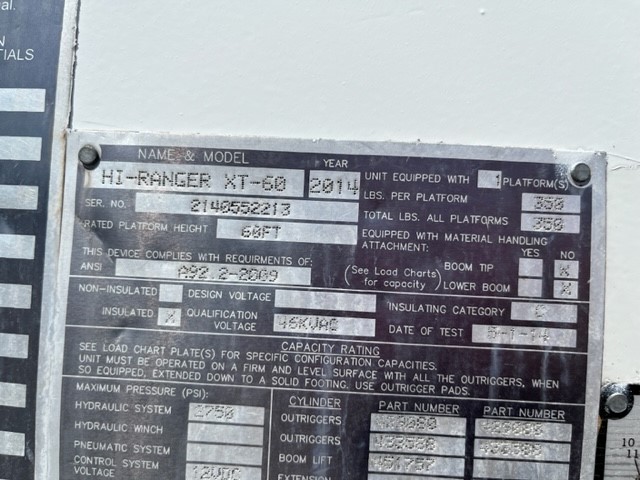 al.
TIALS
NAME & MODEL YEAR
HI-RANGER XT-60 2014
UNIT EQUIPPED WITH 1 PLATFORM(S)
SER. NO. 2140552213
LBS. PER PLATFORM 350
RATED PLATFORM HEIGHT 60FT
TOTAL LBS. ALL PLATFORMS 350
EQUIPPED WITH MATERIAL HANDLING
ATTACHMENT: YES NO
THIS DEVICE COMPLIES WITH REQUIRMENTS OF:
ANSI A92.2-2009
(See Load Charts for capacity)
BOOM TIP X
LOWER BOOM X
NON-INSULATED DESIGN VOLTAGE
INSULATING CATEGORY C
INSULATED X QUALIFICATION VOLTAGE 46KVAC
DATE OF TEST 5-1-14
CAPACITY RATING
SEE LOAD CHART PLATE(S) FOR SPECIFIC CONFIGURATION CAPACITIES.
UNIT MUST BE OPERATED ON A FIRM AND LEVEL SURFACE WITH ALL THE OUTRIGGERS, WHEN
SO EQUIPPED, EXTENDED DOWN TO A SOLID FOOTING. USE OUTRIGGER PADS.
MAXIMUM PRESSURE (PSI):
HYDRAULIC SYSTEM
HYDRAULIC WINCH
PNEUMATIC SYSTEM
CONTROL SYSTEM
VOLTAGE 12VDC
CYLINDER PART NUMBER PART NUMBER
OUTRIGGERS
OUTRIGGERS
BOOM LIFT
EXTENSION
10
11